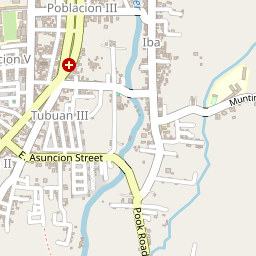 Poblacion III
Iba
cion V
Muntin
Tubuan III
II
E. Asuncion Street
Pook Road